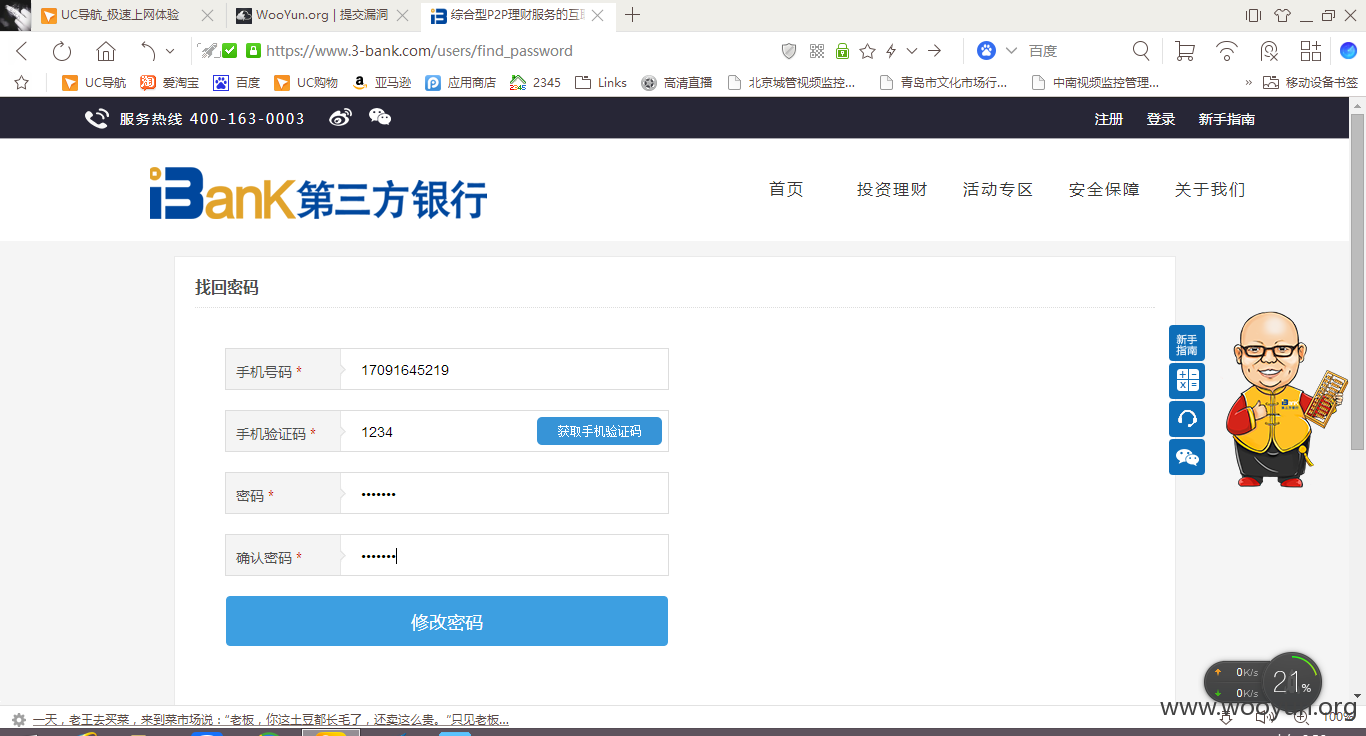 UC导航_极速上网体验 WooYun.org | 提交漏洞 综合型P2P理财服务的互
https://www.3-bank.com/users/find_password 百度
UC导航 爱淘宝 百度 UC购物 亚马逊 应用商店 2345 Links 高清直播 北京城管视频监控... 青岛市文化市场行... 中南视频监控管理... » 移动设备书签
服务热线 400-163-0003 注册 登录 新手指南
iBanK第三方银行 首页 投资理财 活动专区 安全保障 关于我们
找回密码
新手
指南
手机号码 * 17091645219
手机验证码 * 1234 获取手机验证码
密码 * •••••••
确认密码 * •••••••
修改密码
0K/s
21%
0K/s
www.wooyun.org
一天，老王去买菜，来到菜市场说：“老板，你这土豆都长毛了，还卖这么贵。”只见老板... 100%